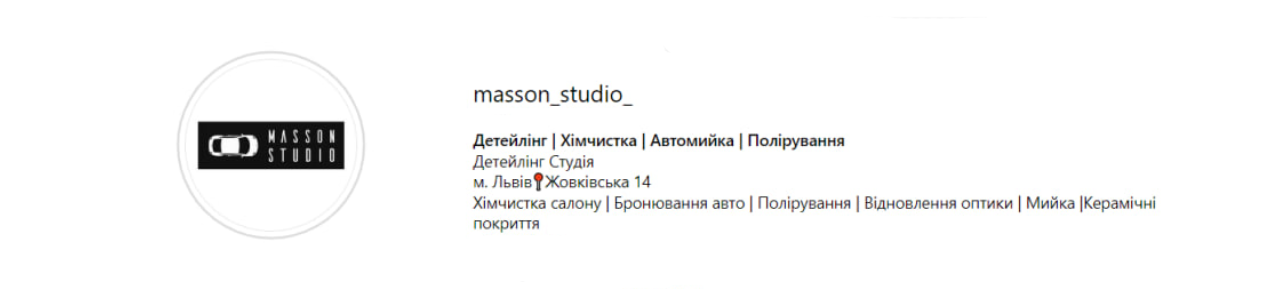 MASSON
STUDIO
masson_studio_
Детейлінг | Хімчистка | Автомийка | Полірування
Детейлінг Студія
м. Львів📍Жовківська 14
Хімчистка салону | Бронювання авто | Полірування | Відновлення оптики | Мийка |Керамічні
покриття